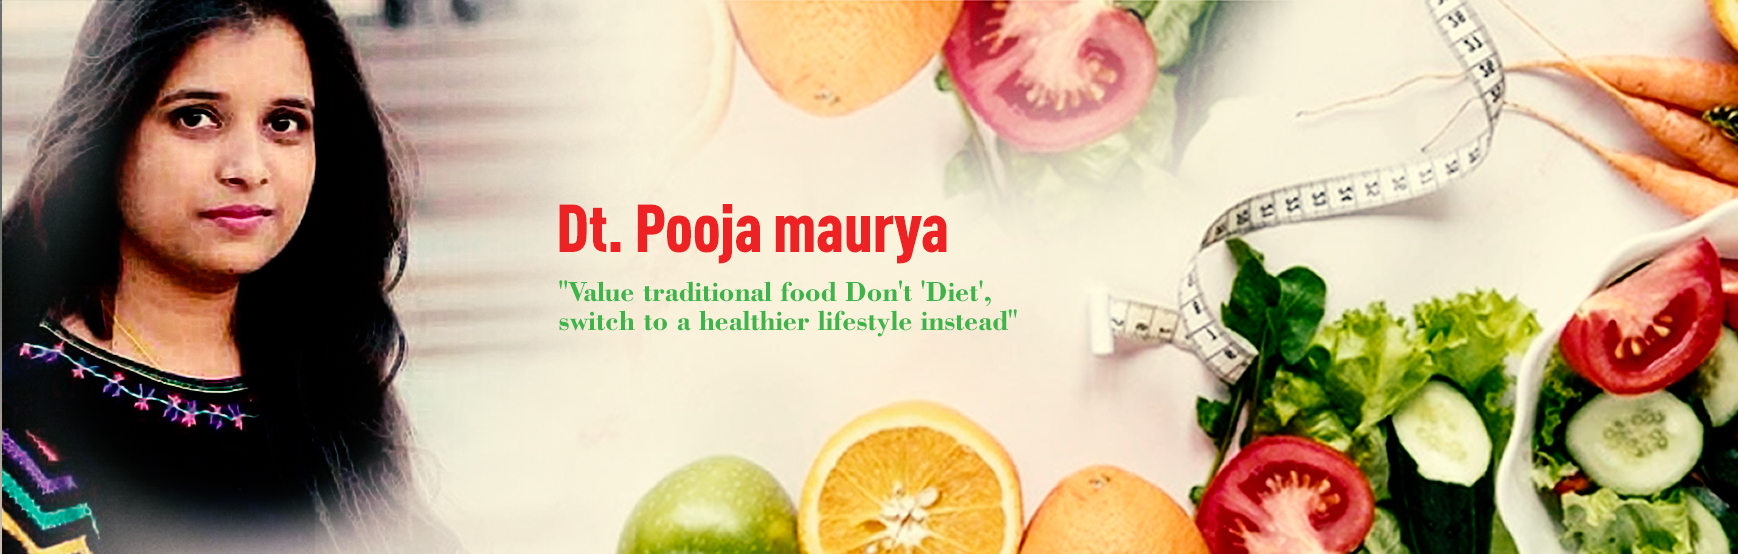 Dt. Pooja maurya
"Value traditional food Don't 'Diet',
switch to a healthier lifestyle instead"